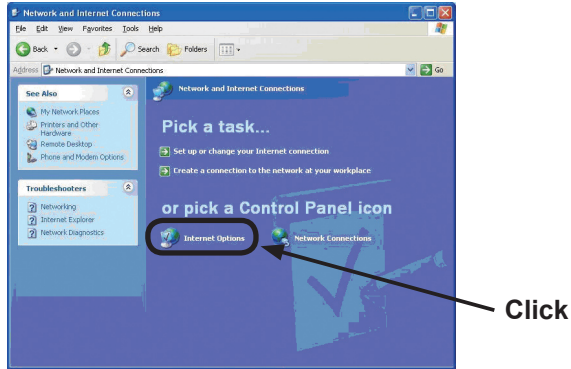 Network and Internet Connections
File Edit View Favorites Tools Help
Back Search Folders
Address Network and Internet Connections Go
See Also
My Network Places
Printers and Other
Hardware
Remote Desktop
Phone and Modem Options
Troubleshooters
Networking
Internet Explorer
Network Diagnostics
Network and Internet Connections
Pick a task...
Set up or change your Internet connection
Create a connection to the network at your workplace
or pick a Control Panel icon
Internet Options Network Connections
Click